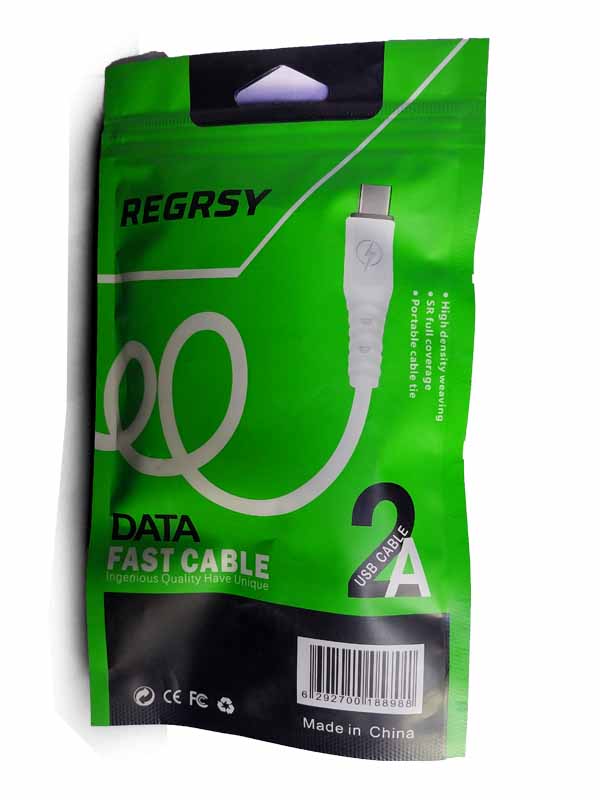 REGRSY
• High density weaving
• SR full coverage
• Portable cable tie
DATA
FAST CABLE
Ingenious Quality Have Unique
2A
USB CABLE
CE FC
6 292700 188988
Made in China